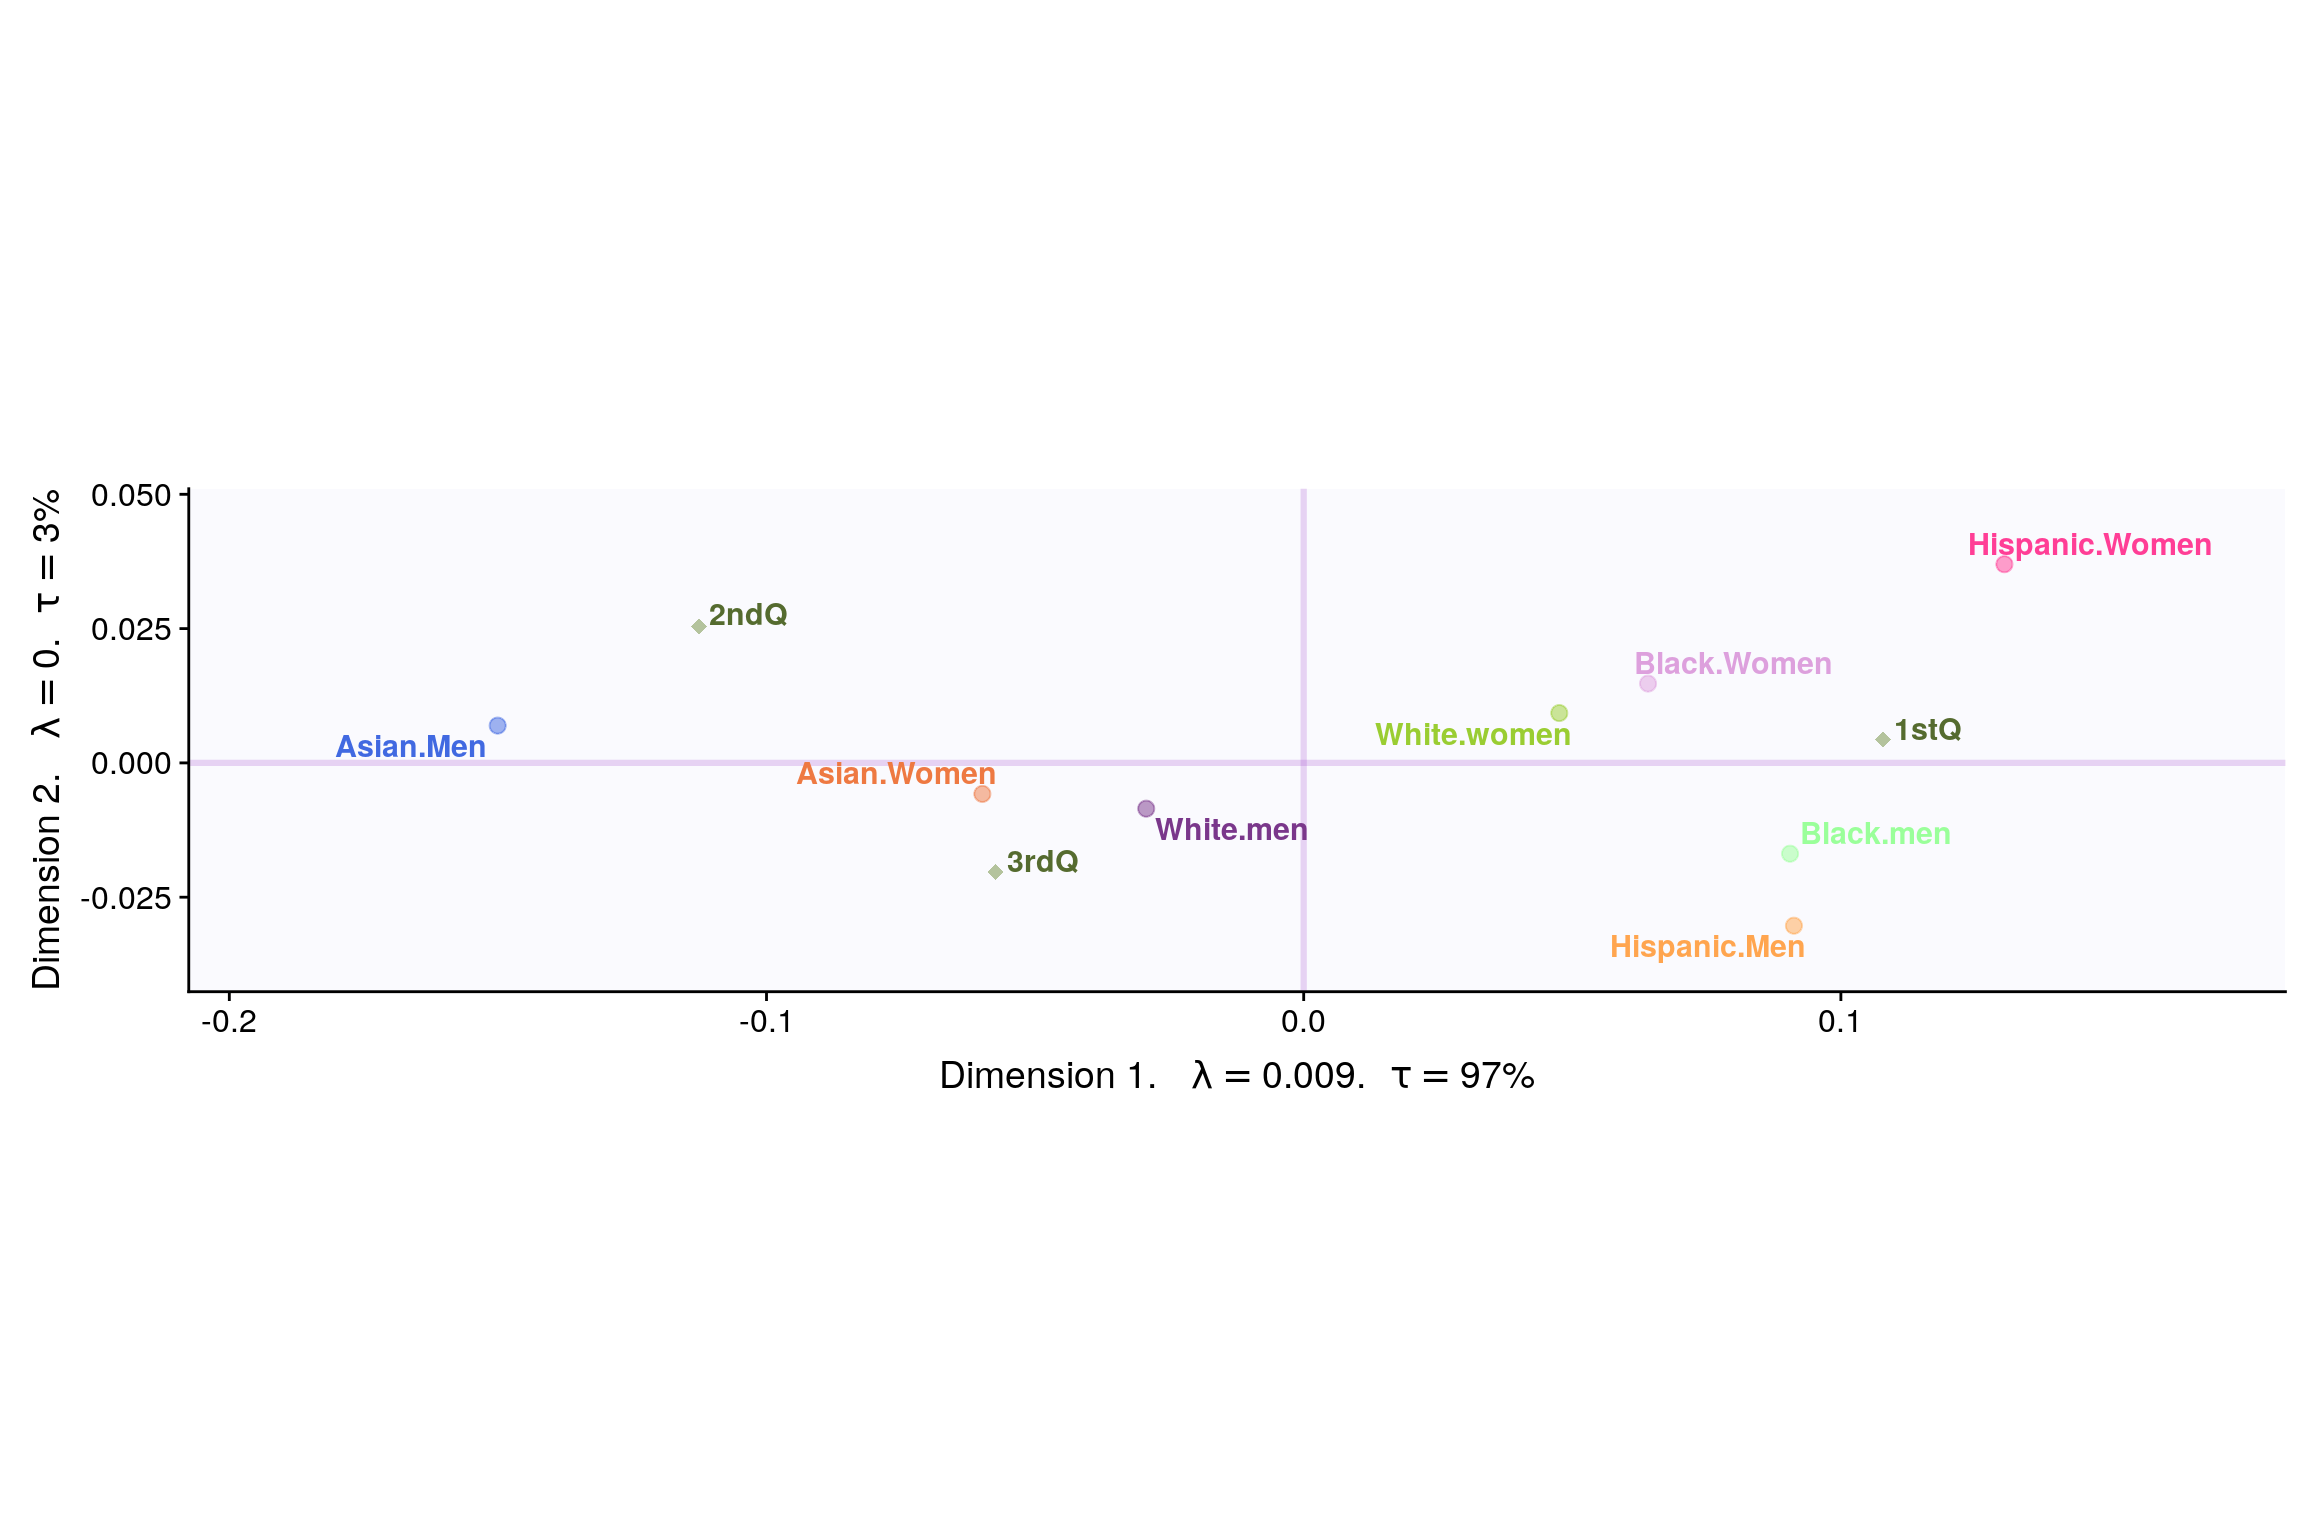 0.050
0.025
0.000
-0.025
Dimension 2.   λ = 0.   τ = 3%
Hispanic.Women
2ndQ
Black.Women
1stQ
White.women
Asian.Men
Asian.Women
White.men
Black.men
3rdQ
Hispanic.Men
-0.2 -0.1 0.0 0.1
Dimension 1.   λ = 0.009.   τ = 97%